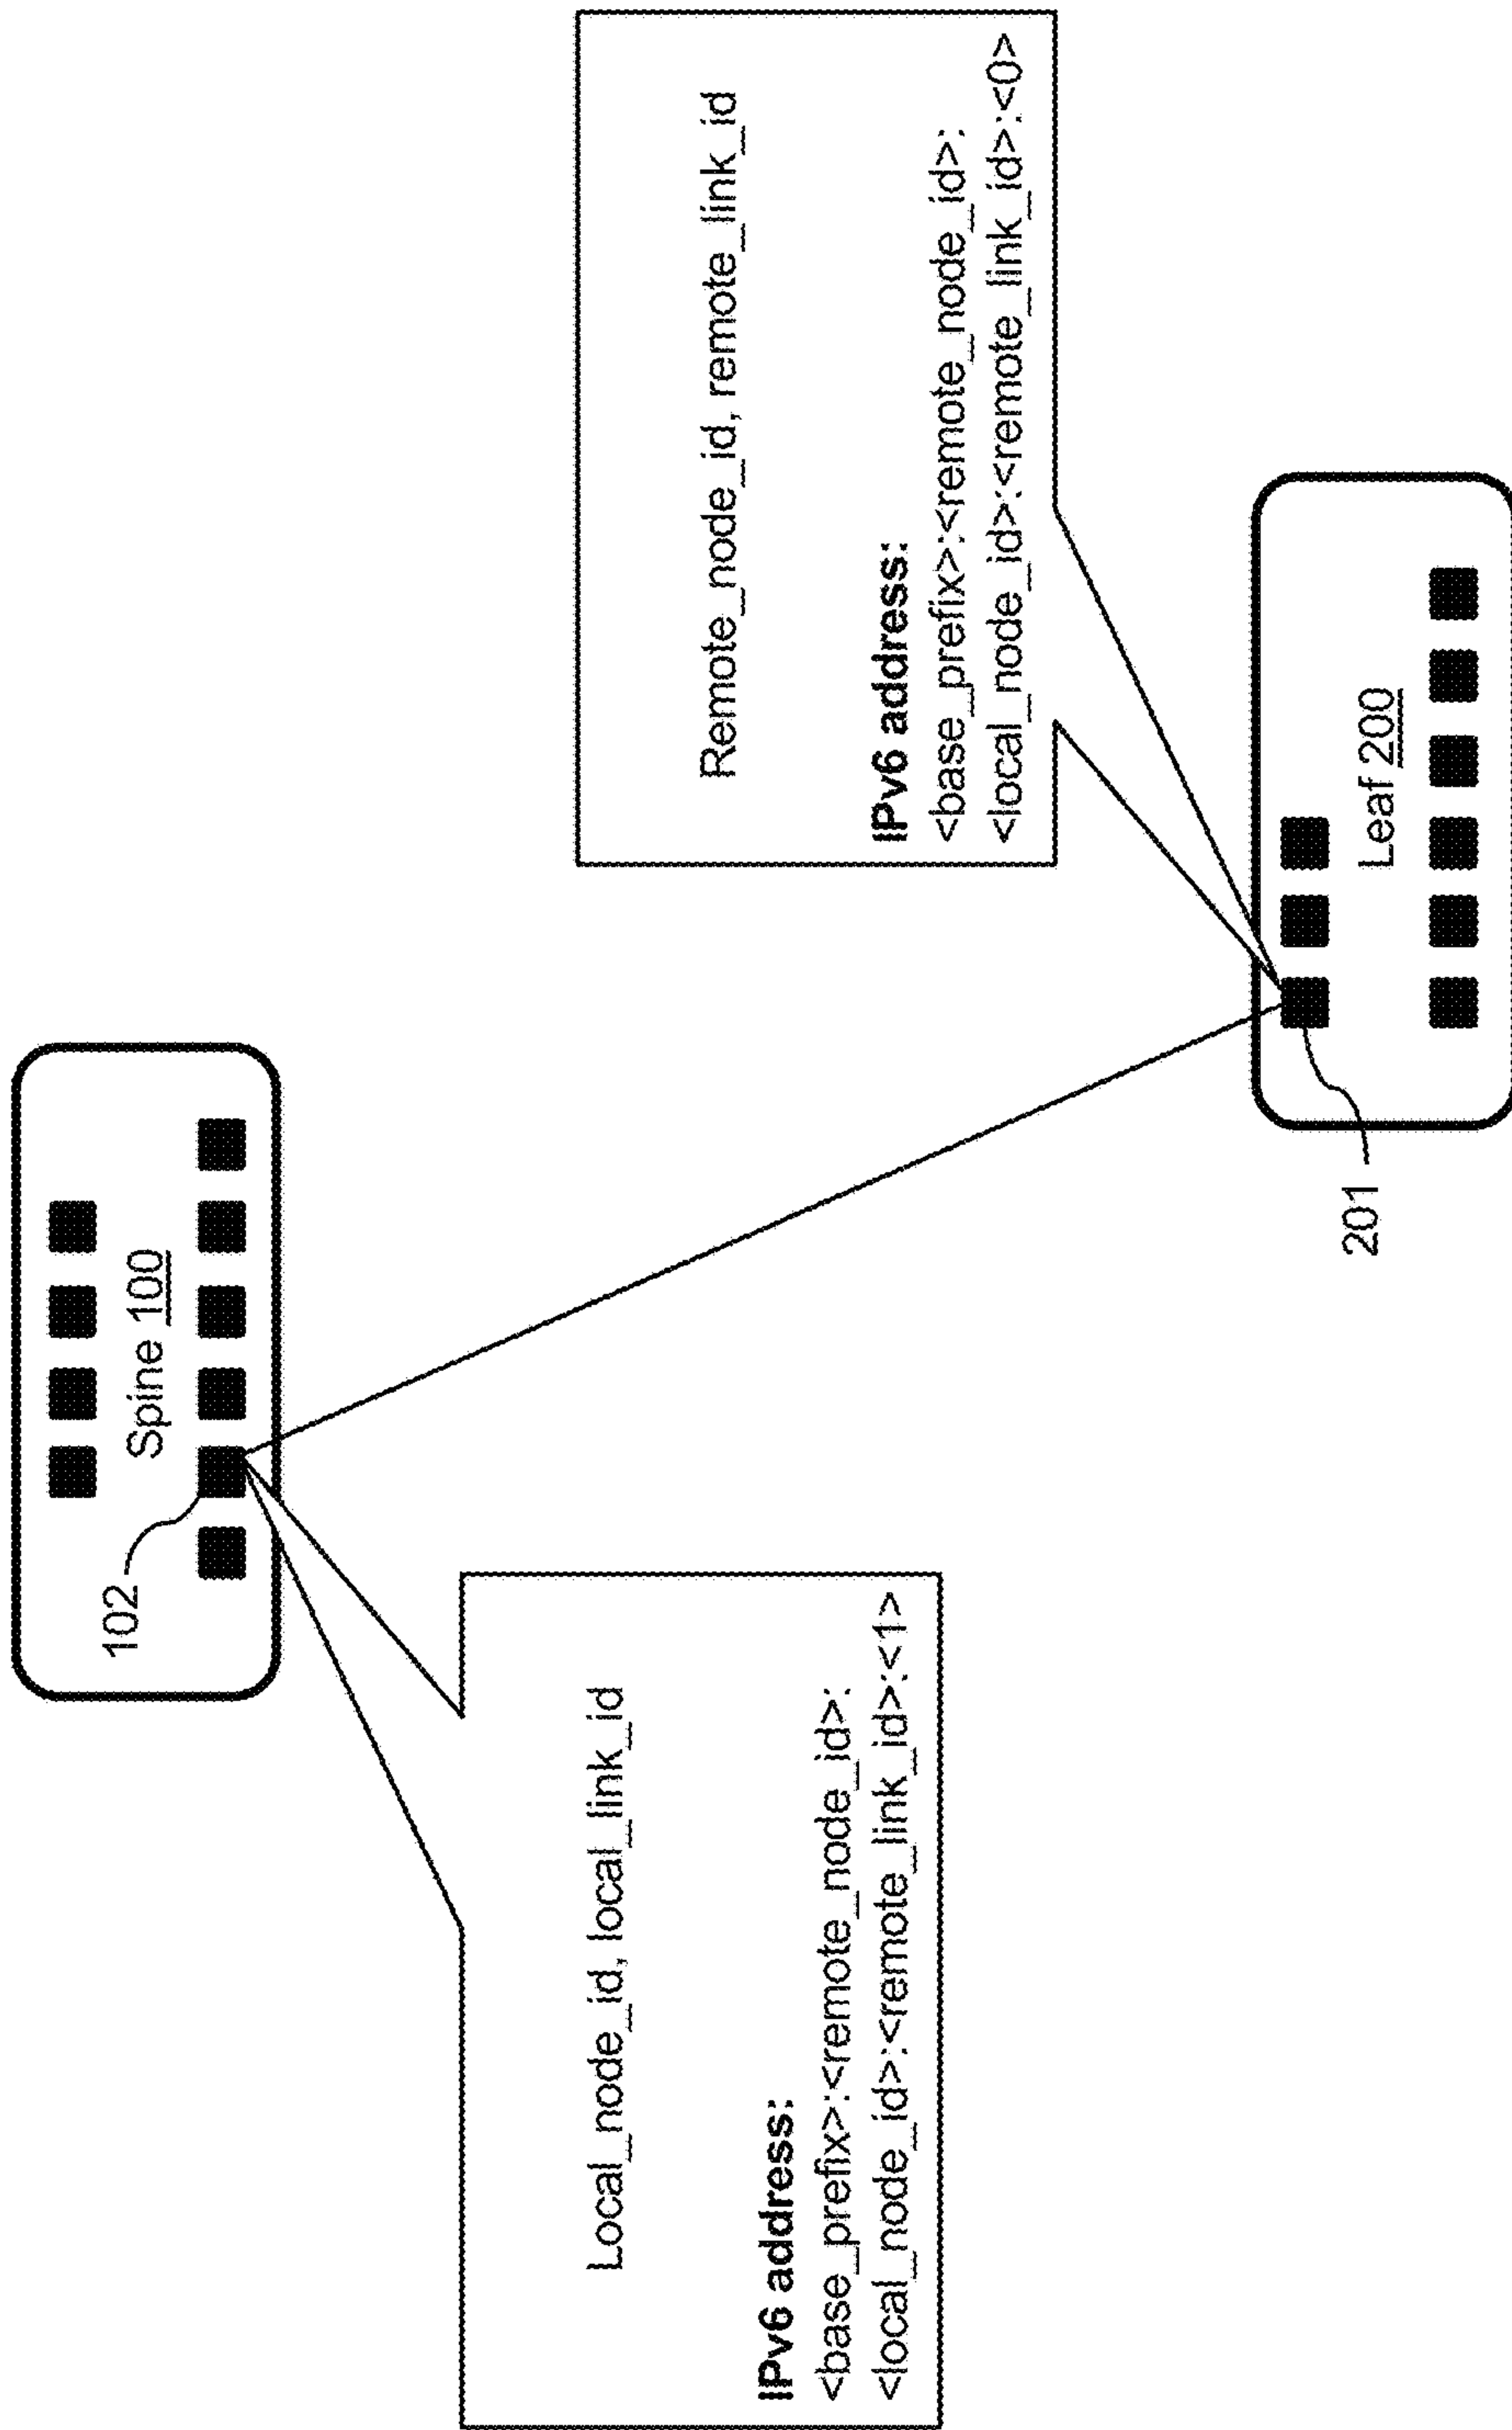 Spine 100
102
Local_node_id, local_link_id
IPv6 address:
<base_prefix>:<remote_node_id>:
<local_node_id>:<remote_link_id>:<1>
Remote_node_id, remote_link_id
IPv6 address:
<base_prefix>:<remote_node_id>:
<local_node_id>:<remote_link_id>:<0>
Leaf 200
201